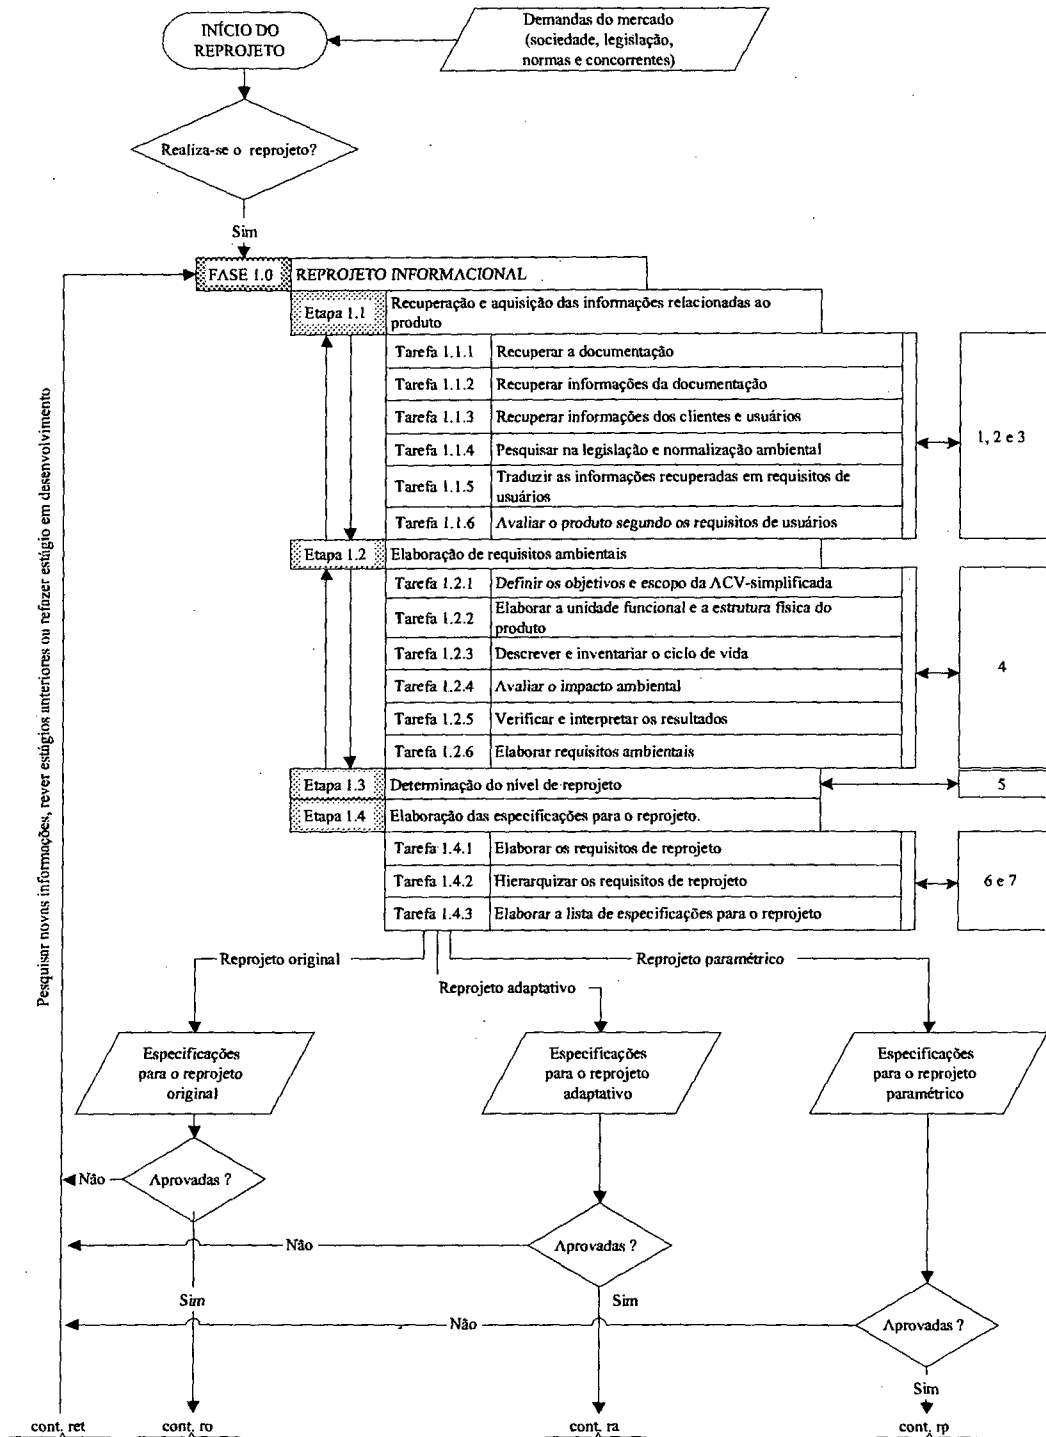 INÍCIO DO
REPROJETO
Demandas do mercado
(sociedade, legislação,
normas e concorrentes)
Realiza-se o reprojeto?
Sim
FASE 1.0 REPROJETO INFORMACIONAL
Etapa 1.1 Recuperação e aquisição das informações relacionadas ao
produto
Tarefa 1.1.1 Recuperar a documentação
Tarefa 1.1.2 Recuperar informações da documentação
Tarefa 1.1.3 Recuperar informações dos clientes e usuários
Tarefa 1.1.4 Pesquisar na legislação e normalização ambiental
Tarefa 1.1.5 Traduzir as informações recuperadas em requisitos de
usuários
Tarefa 1.1.6 Avaliar o produto segundo os requisitos de usuários
1, 2 e 3
Etapa 1.2 Elaboração de requisitos ambientais
Tarefa 1.2.1 Definir os objetivos e escopo da ACV-simplificada
Tarefa 1.2.2 Elaborar a unidade funcional e a estrutura física do
produto
Tarefa 1.2.3 Descrever e inventariar o ciclo de vida
Tarefa 1.2.4 Avaliar o impacto ambiental
Tarefa 1.2.5 Verificar e interpretar os resultados
Tarefa 1.2.6 Elaborar requisitos ambientais
4
Etapa 1.3 Determinação do nível de reprojeto
5
Etapa 1.4 Elaboração das especificações para o reprojeto.
Tarefa 1.4.1 Elaborar os requisitos de reprojeto
Tarefa 1.4.2 Hierarquizar os requisitos de reprojeto
Tarefa 1.4.3 Elaborar a lista de especificações para o reprojeto
6 e 7
Pesquisar novas informações, rever estágios anteriores ou refazer estágio em desenvolvimento
Reprojeto original
Reprojeto adaptativo
Reprojeto paramétrico
Especificações
para o reprojeto
original
Especificações
para o reprojeto
adaptativo
Especificações
para o reprojeto
paramétrico
Não
Aprovadas ?
Não
Aprovadas ?
Sim
Sim
Não
Aprovadas ?
Sim
cont. ret
cont. ro
cont. ra
cont. rp